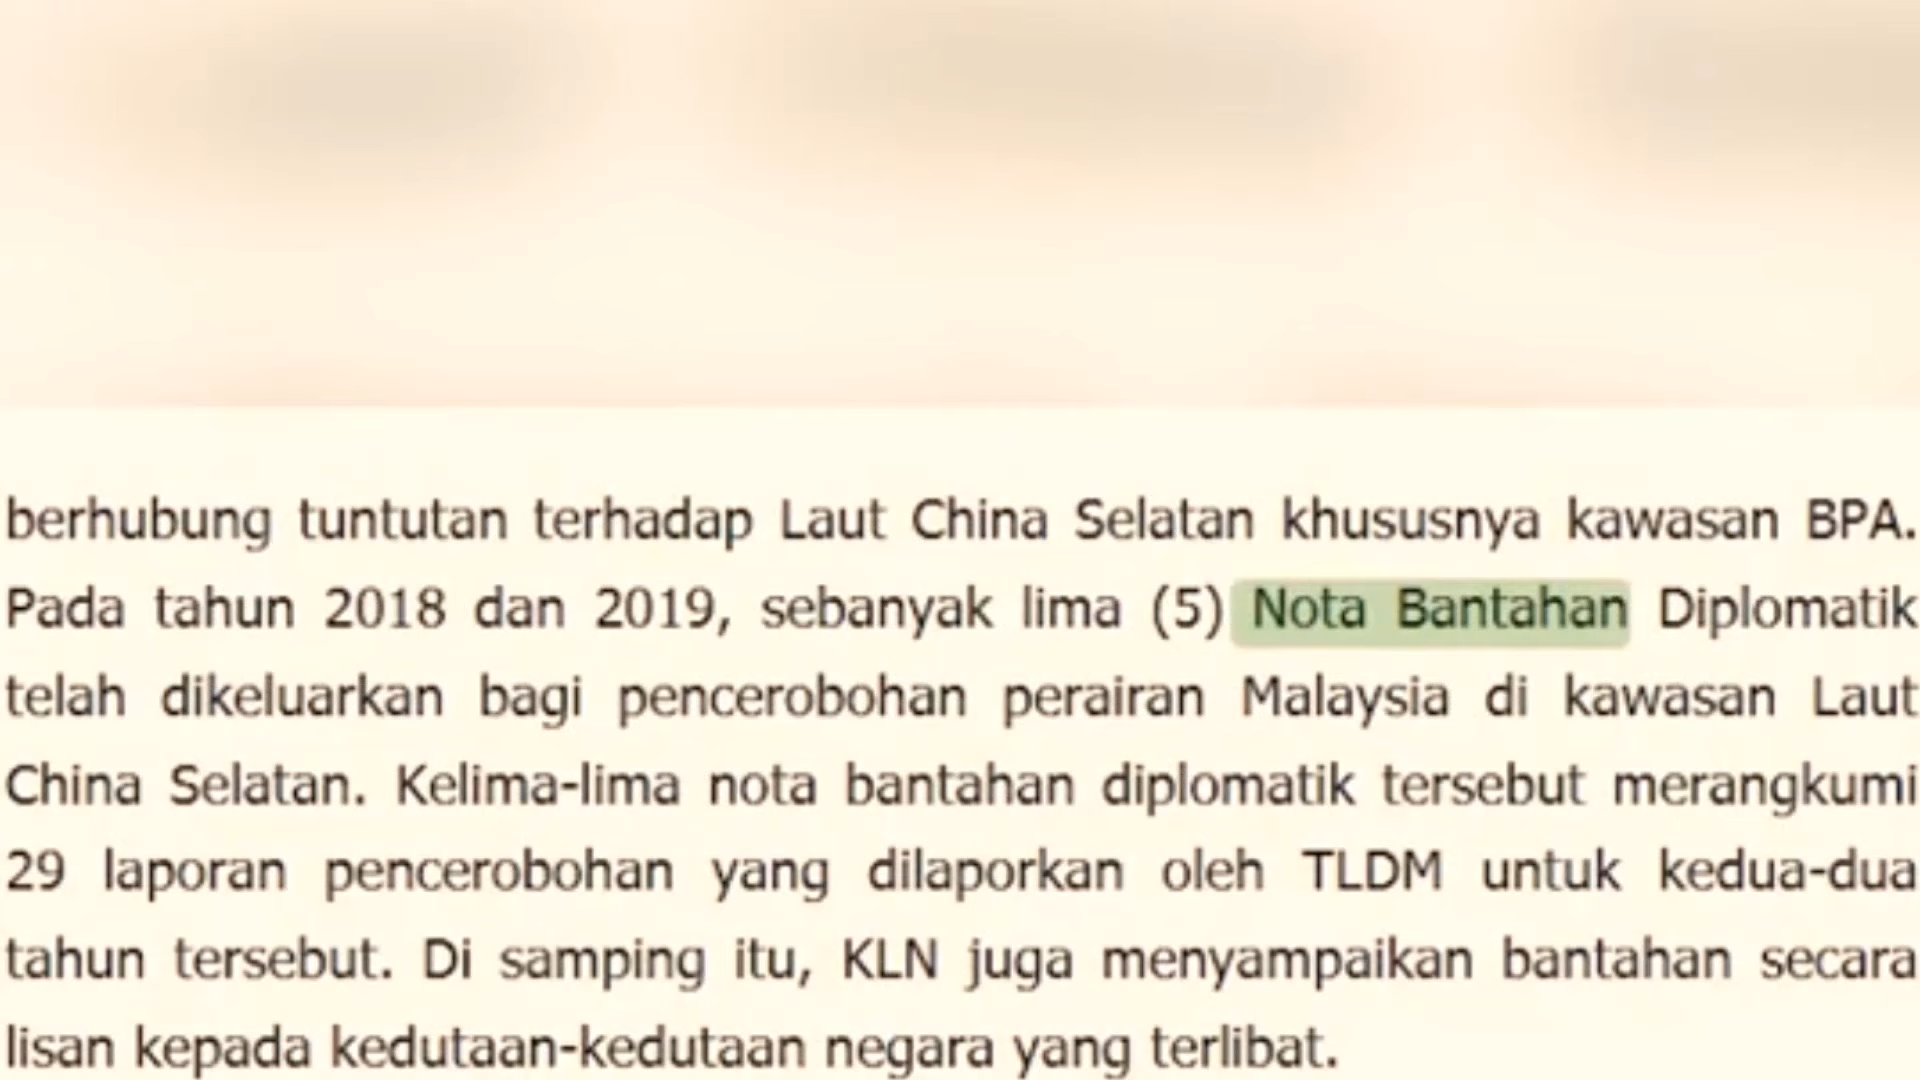 berhubung tuntutan terhadap Laut China Selatan khususnya kawasan BPA.
Pada tahun 2018 dan 2019, sebanyak lima (5) Nota Bantahan Diplomatik
telah dikeluarkan bagi pencerobohan perairan Malaysia di kawasan Laut
China Selatan. Kelima-lima nota bantahan diplomatik tersebut merangkumi
29 laporan pencerobohan yang dilaporkan oleh TLDM untuk kedua-dua
tahun tersebut. Di samping itu, KLN juga menyampaikan bantahan secara
lisan kepada kedutaan-kedutaan negara yang terlibat.